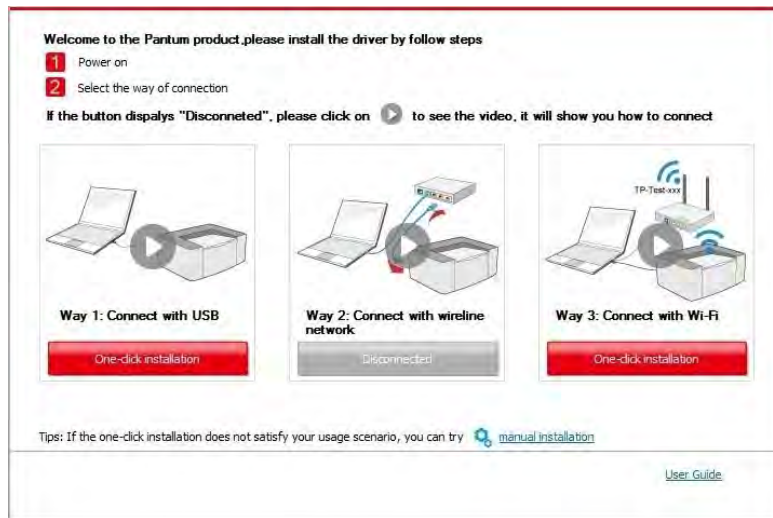 Welcome to the Pantum product,please install the driver by follow steps
1 Power on
2 Select the way of connection
If the button dispalys "Disconneted", please click on to see the video, it will show you how to connect
TP-Test-xxx
Way 1: Connect with USB
Way 2: Connect with wireline
network
Way 3: Connect with Wi-Fi
One-click installation
Disconnected
One-click installation
Tips: If the one-click installation does not satisfy your usage scenario, you can try manual installation
User Guide